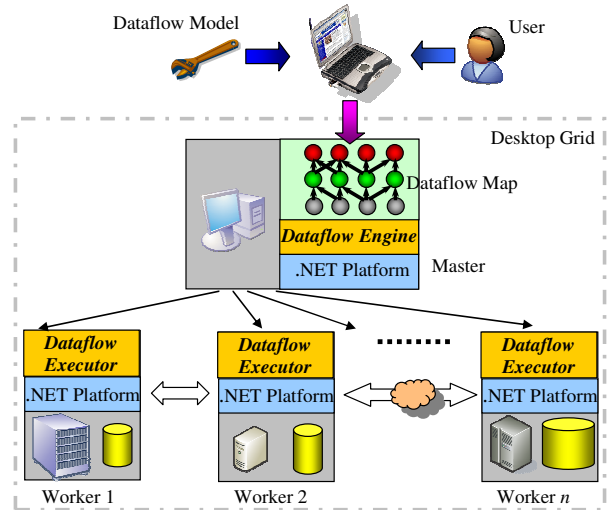 Dataflow Model
User
Desktop Grid
Dataflow Map
Dataflow Engine
.NET Platform
Master
Dataflow
Executor
.NET Platform
Worker 1
Dataflow
Executor
.NET Platform
Worker 2
Dataflow
Executor
.NET Platform
Worker n